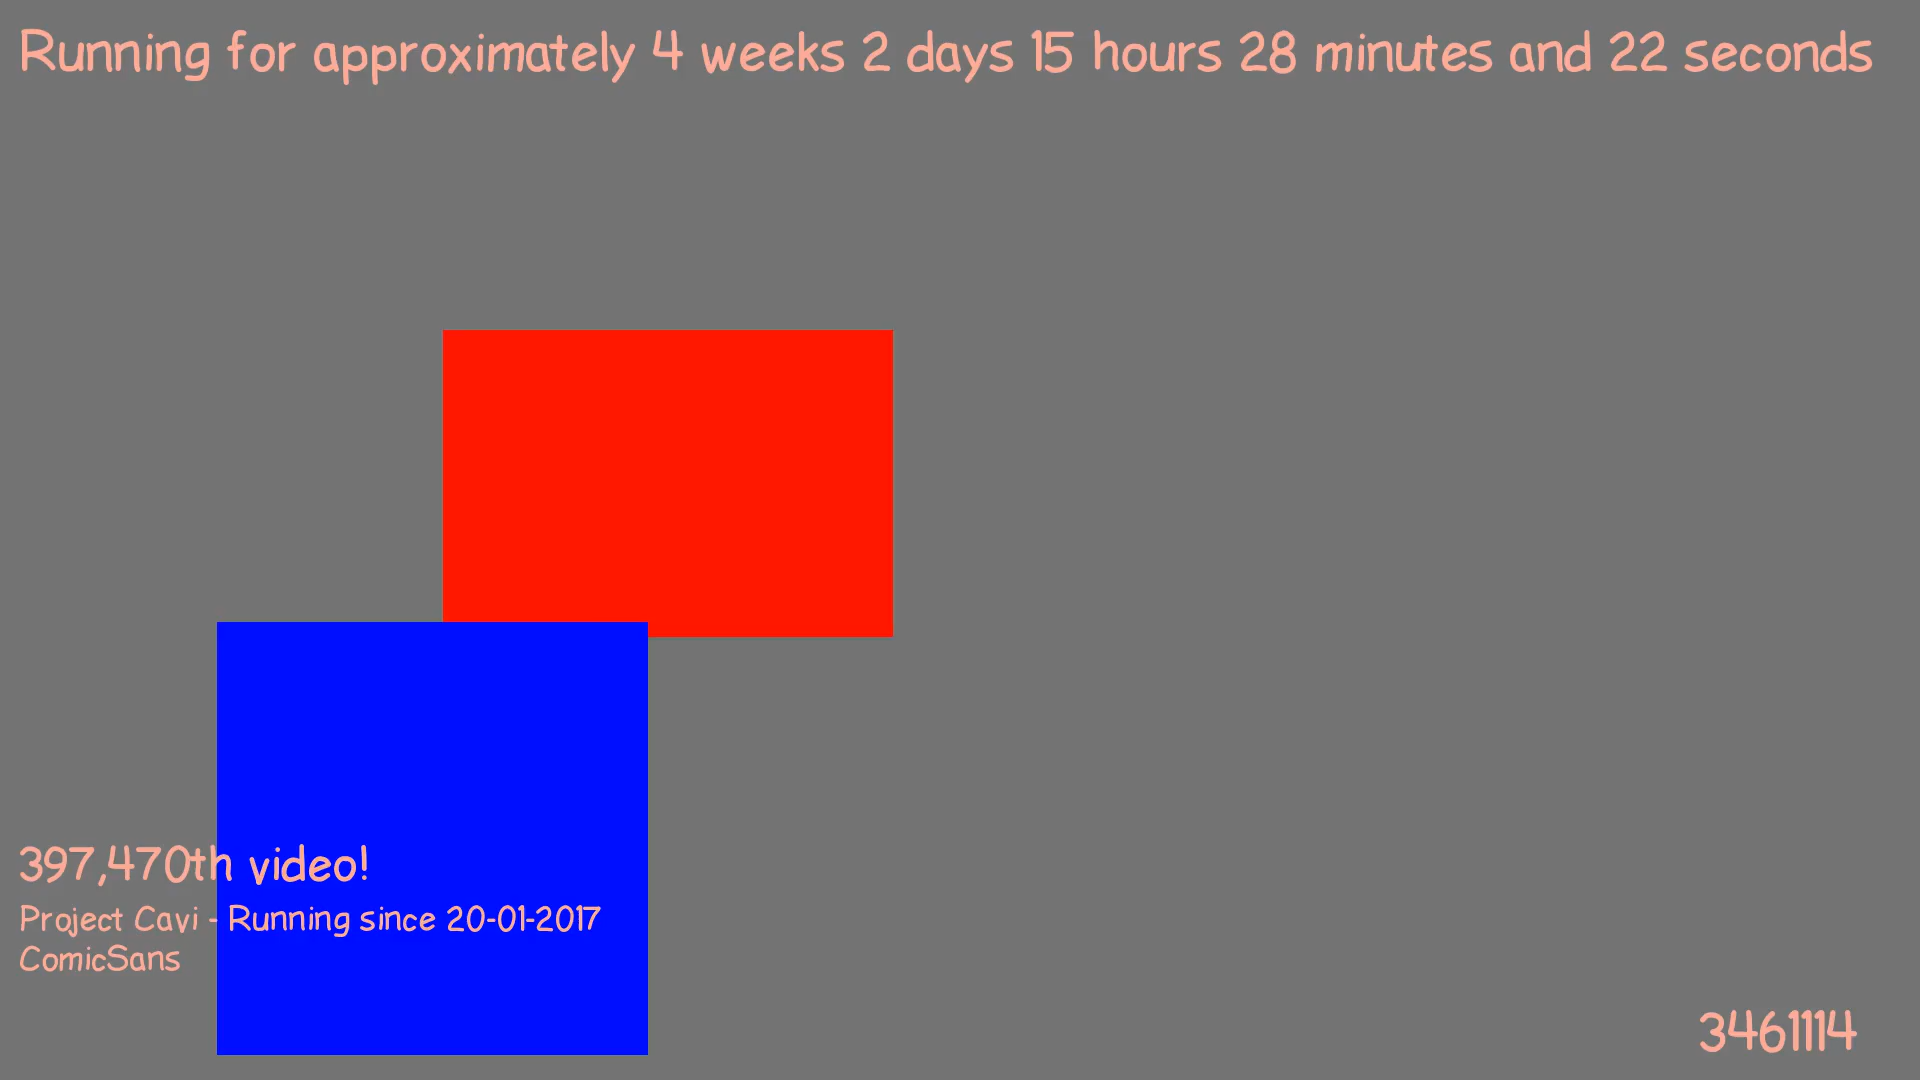 Running for approximately 4 weeks 2 days 15 hours 28 minutes and 22 seconds
397,470th video!
Project Cavi - Running since 20-01-2017
ComicSans
3461114